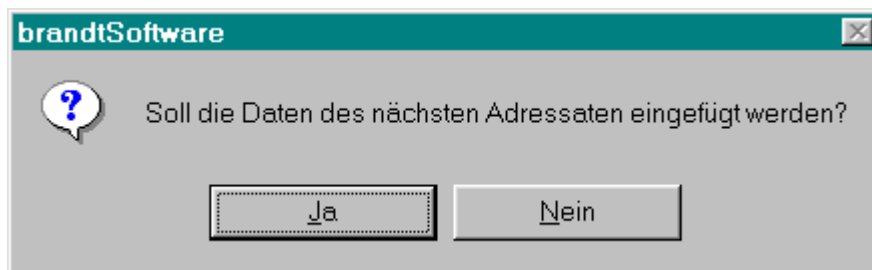 brandtSoftware
Soll die Daten des nächsten Adressaten eingefügt werden?
Ja
Nein